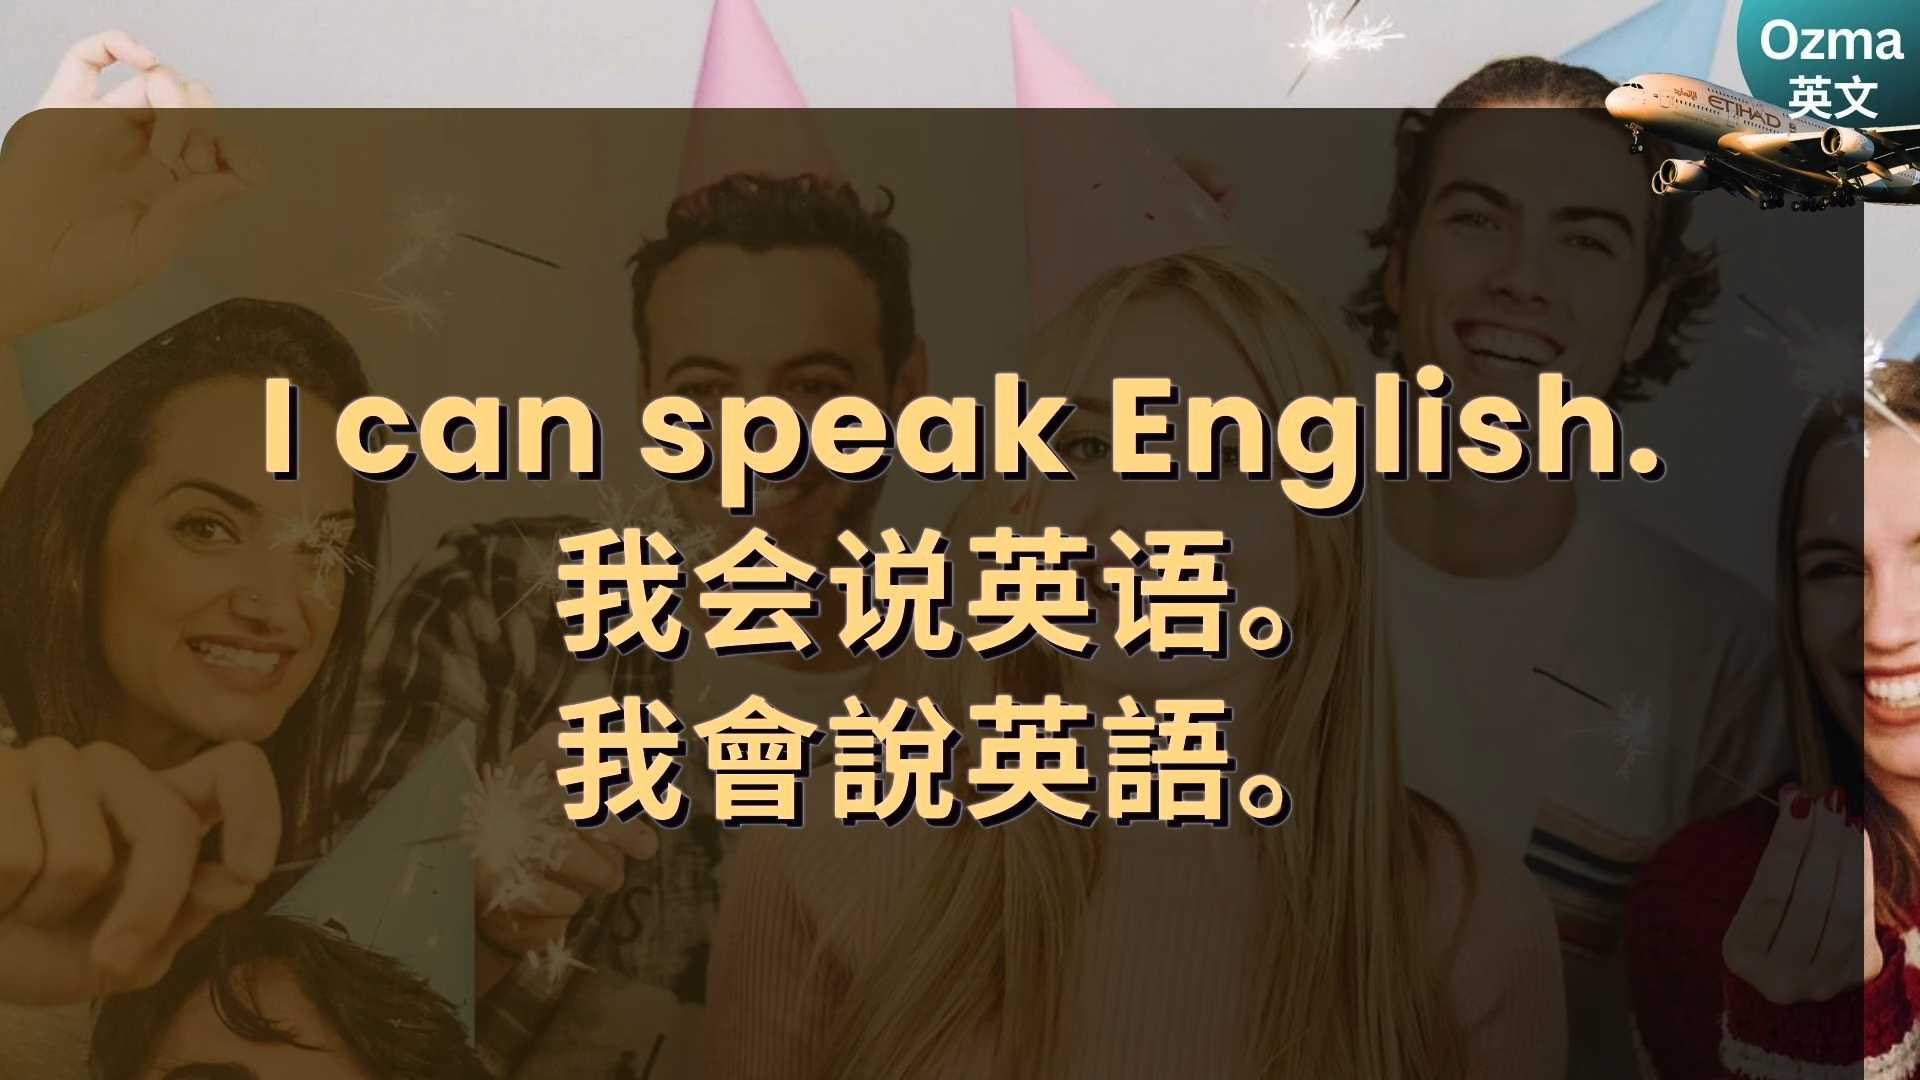 Ozma
英文
ETIHAD
I can speak English.
我会说英语。
我會說英語。